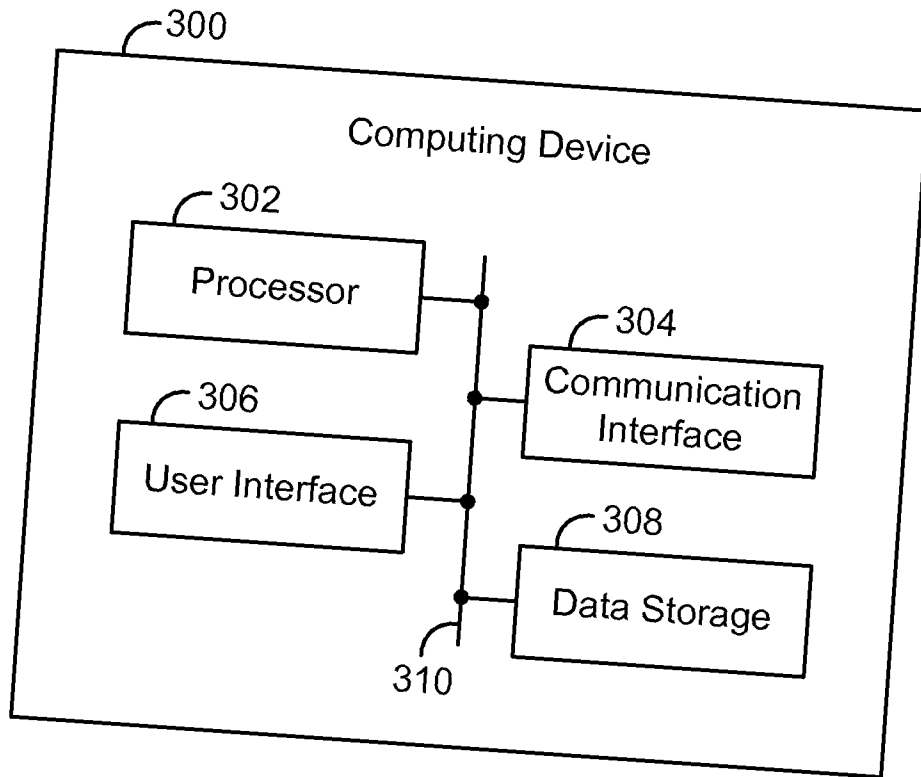 300
Computing Device
302
Processor
304
Communication
Interface
306
User Interface
308
Data Storage
310